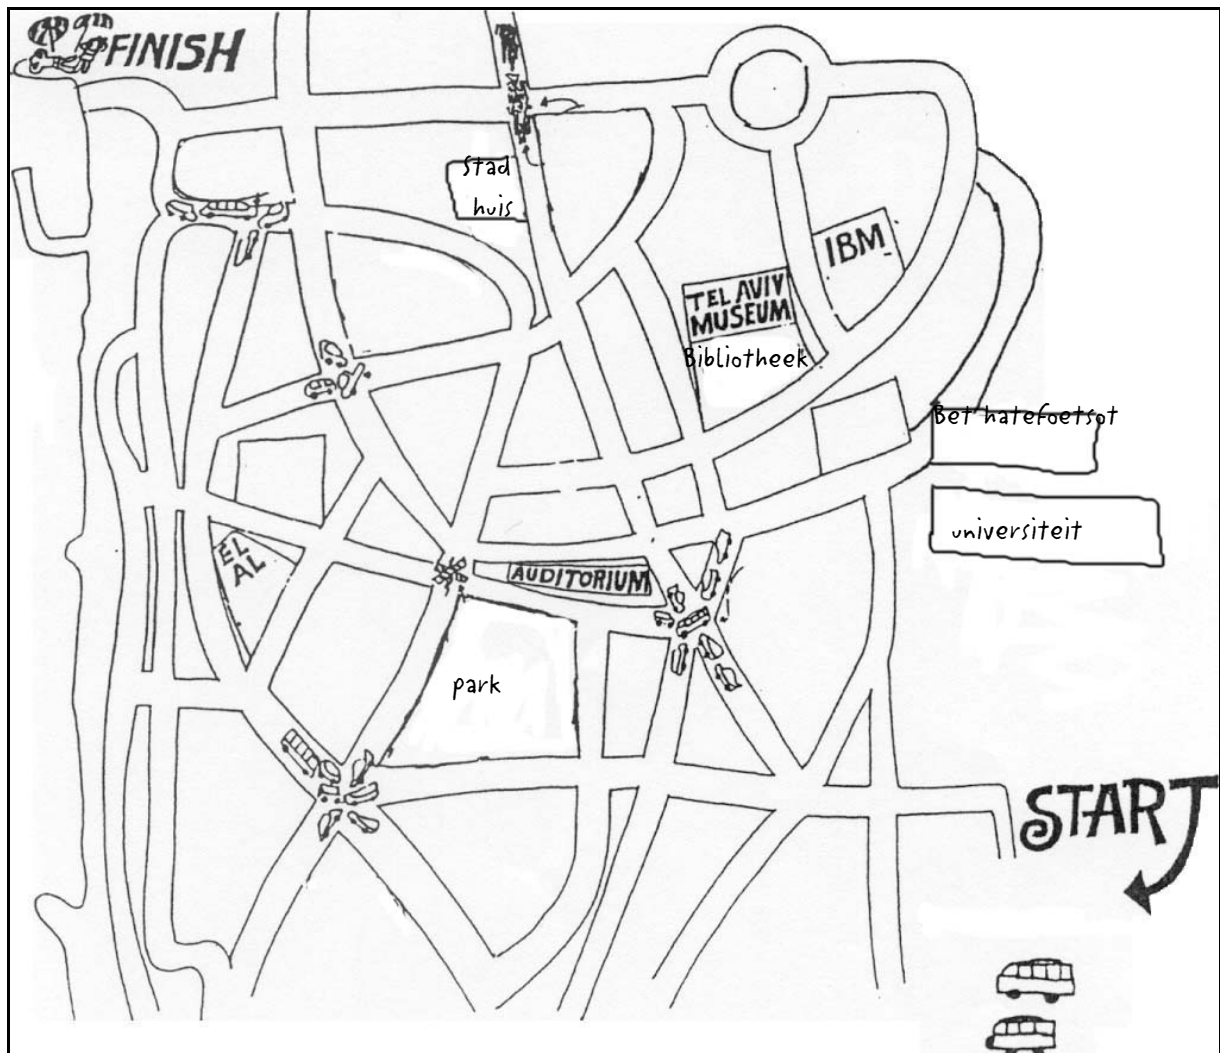 FINISH
Stad
huis
IBM
TEL AVIV
MUSEUM
Bibliotheek
Bet hatefoetsot
universiteit
EL
AL
AUDITORIUM
park
START